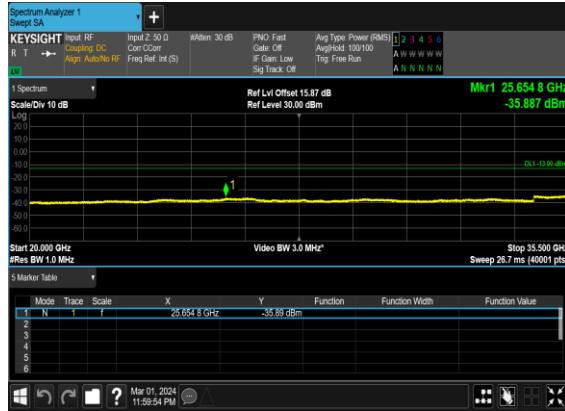 Spectrum Analyzer 1
Swept SA
+
KEYSIGHT Input: RF Input Z: 50 Ω #Atten: 30 dB PNO: Fast Avg Type: Power (RMS) 1 2 3 4 5 6
R T Coupling: DC Corr CCorr Gate: Off Avg|Hold: 100/100 A W W W W W
Align: Auto/No RF Freq Ref: Int (S) IF Gain: Low Trig: Free Run
Sig Track: Off A N N N N N
1 Spectrum Ref Lvl Offset 15.87 dB Mkr1 25.654 8 GHz
Scale/Div 10 dB Ref Level 30.00 dBm -35.887 dBm
Log
20.0
10.0
0.00
-10.0
DL1 -13.00 dBm
-20.0
-30.0
1
-40.0
-50.0
-60.0
Start 20.000 GHz Video BW 3.0 MHz* Stop 35.500 GHz
#Res BW 1.0 MHz Sweep 26.7 ms (40001 pts)
5 Marker Table
Mode Trace Scale X Y Function Function Width Function Value
1 N 1 f 25.654 8 GHz -35.89 dBm
2
3
4
5
6
? Mar 01, 2024
11:59:54 PM